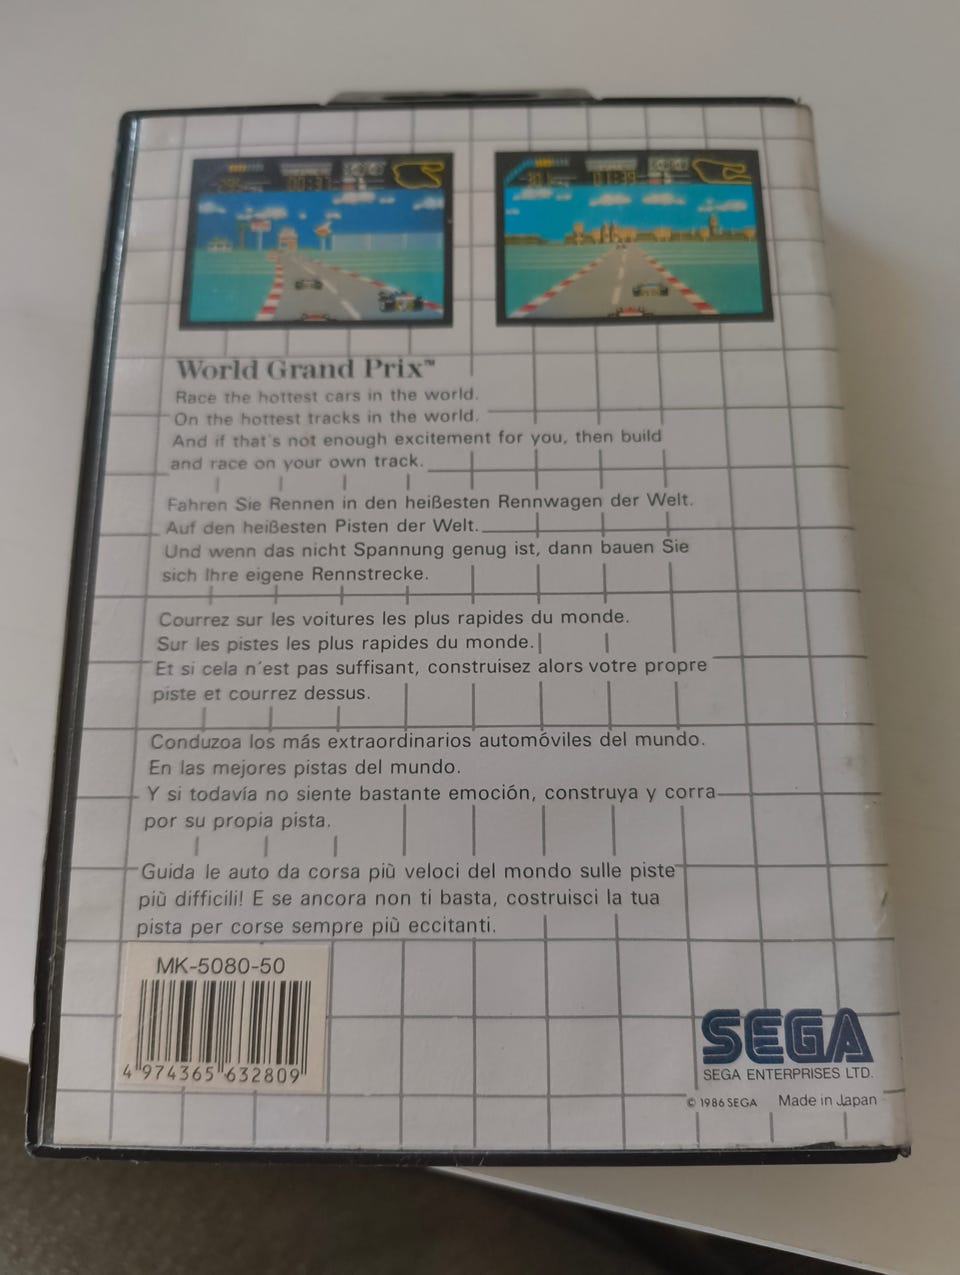 World Grand Prix™
Race the hottest cars in the world.
On the hottest tracks in the world.
And if that's not enough excitement for you, then build
and race on your own track.
Fahren Sie Rennen in den heißesten Rennwagen der Welt.
Auf den heißesten Pisten der Welt.
Und wenn das nicht Spannung genug ist, dann bauen Sie
sich Ihre eigene Rennstrecke.
Courrez sur les voitures les plus rapides du monde.
Sur les pistes les plus rapides du monde.
Et si cela n'est pas suffisant, construisez alors votre propre
piste et courrez dessus.
Conduzoa los más extraordinarios automóviles del mundo.
En las mejores pistas del mundo.
Y si todavía no siente bastante emoción, construya y corra
por su propia pista.
Guida le auto da corsa più veloci del mondo sulle piste
più difficili! E se ancora non ti basta, costruisci la tua
pista per corse sempre più eccitanti.
MK-5080-50
4 974365 632809
SEGA
SEGA ENTERPRISES LTD.
© 1986 SEGA Made in Japan